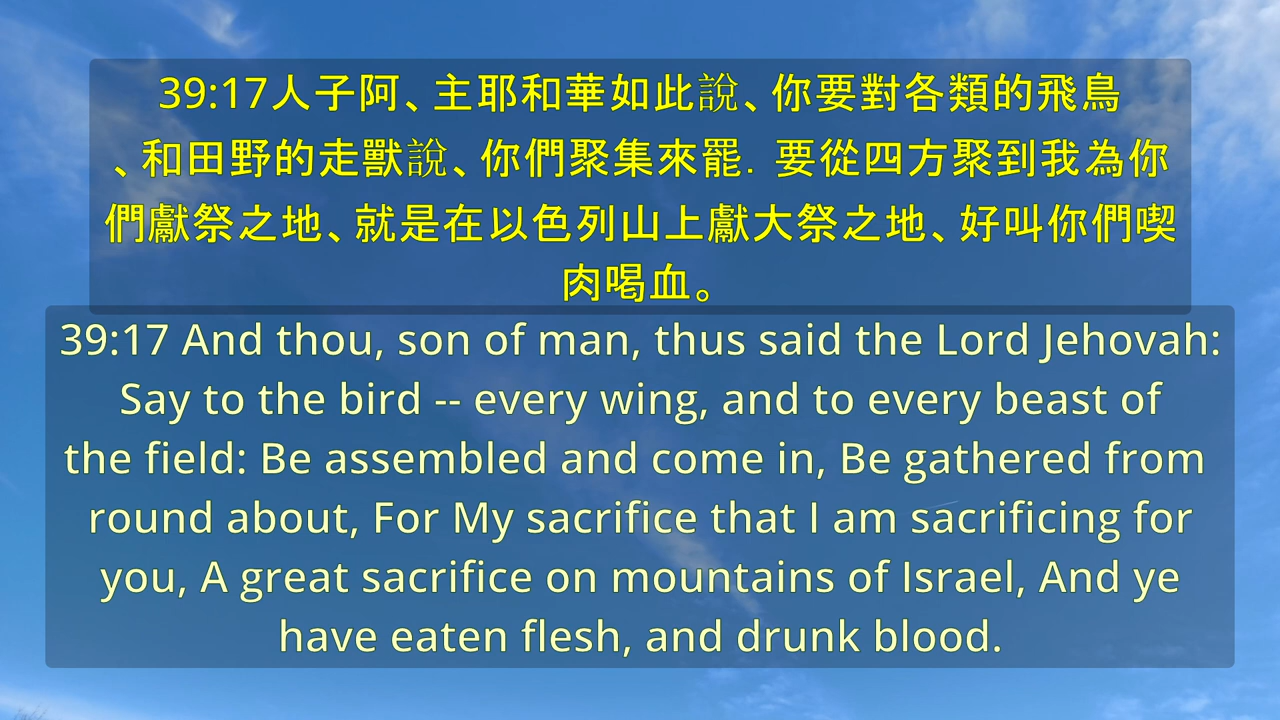 39:17人子阿、主耶和華如此說、你要對各類的飛鳥
、和田野的走獸說、你們聚集來罷．要從四方聚到我為你
們獻祭之地、就是在以色列山上獻大祭之地、好叫你們喫
肉喝血。
39:17 And thou, son of man, thus said the Lord Jehovah:
Say to the bird -- every wing, and to every beast of
the field: Be assembled and come in, Be gathered from
round about, For My sacrifice that I am sacrificing for
you, A great sacrifice on mountains of Israel, And ye
have eaten flesh, and drunk blood.